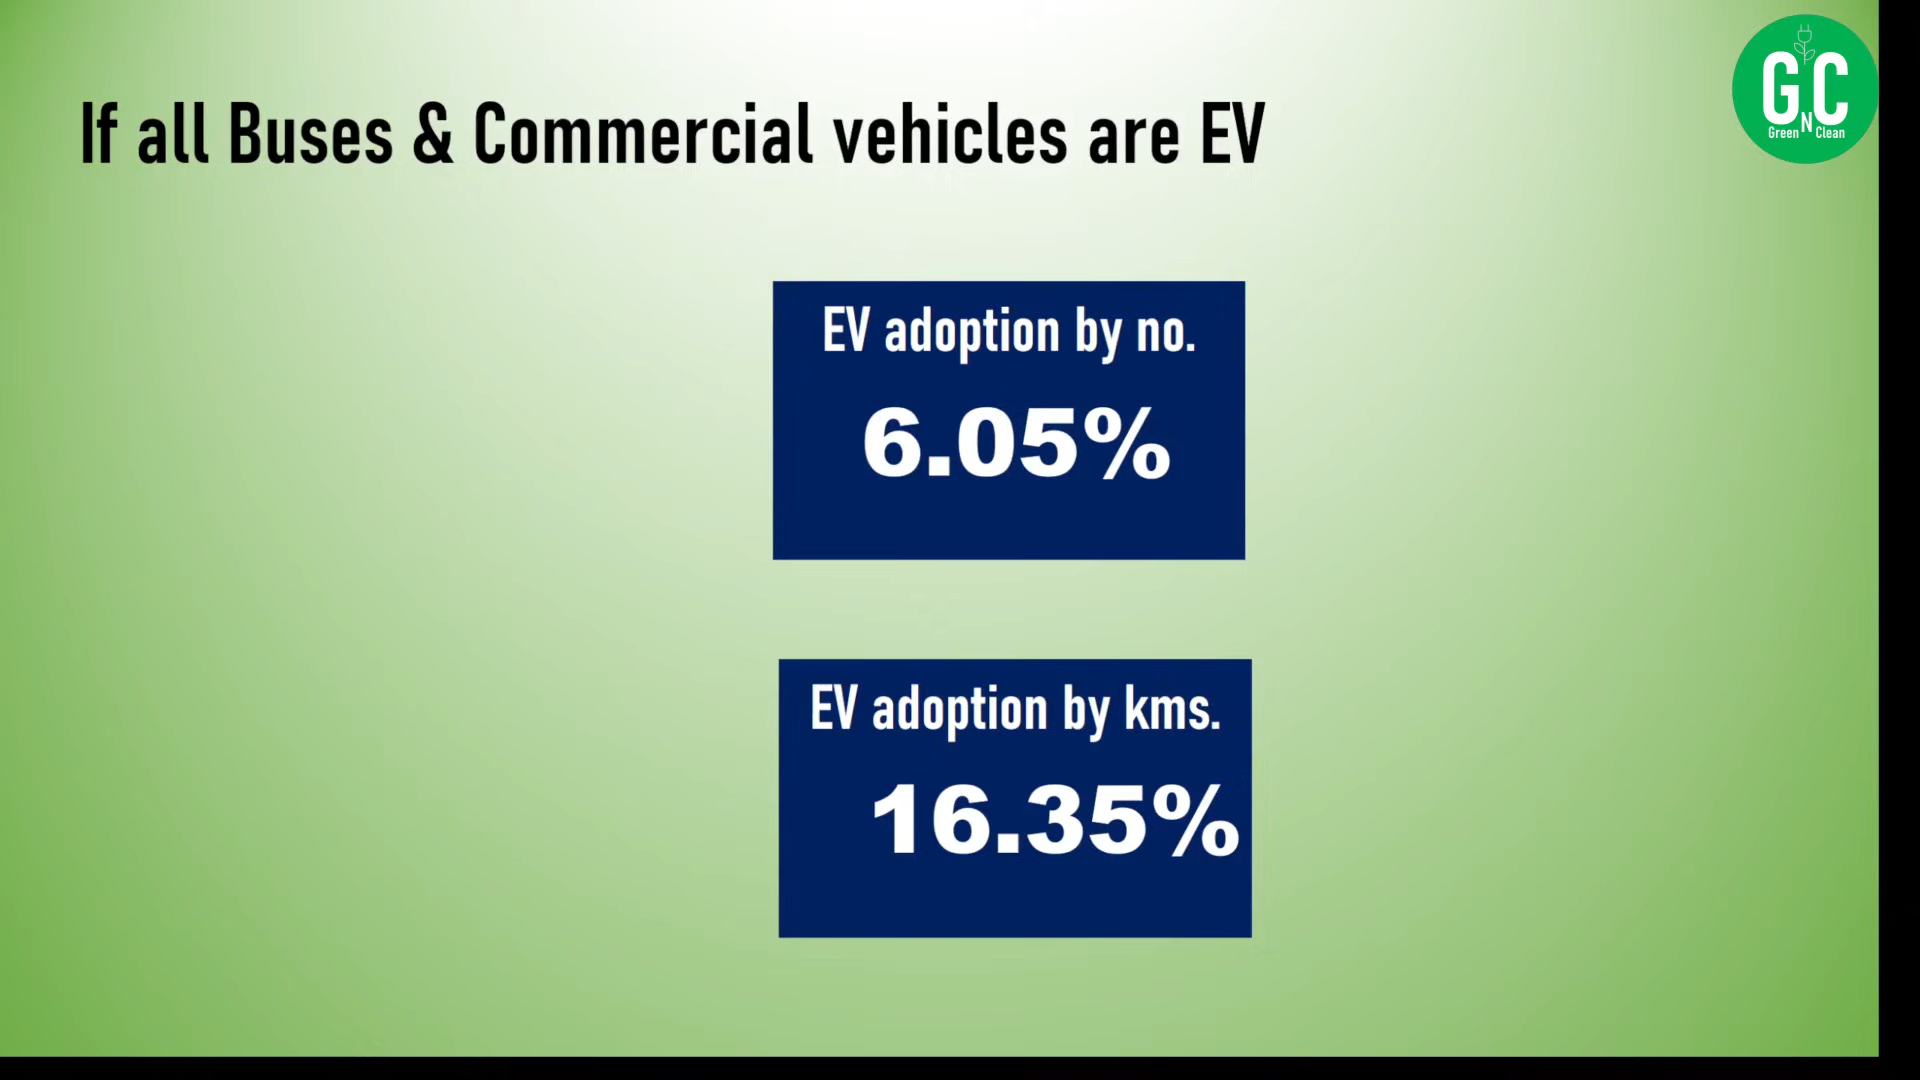 If all Buses & Commercial vehicles are EV
GNC
Green Clean
EV adoption by no.
6.05%
EV adoption by kms.
16.35%